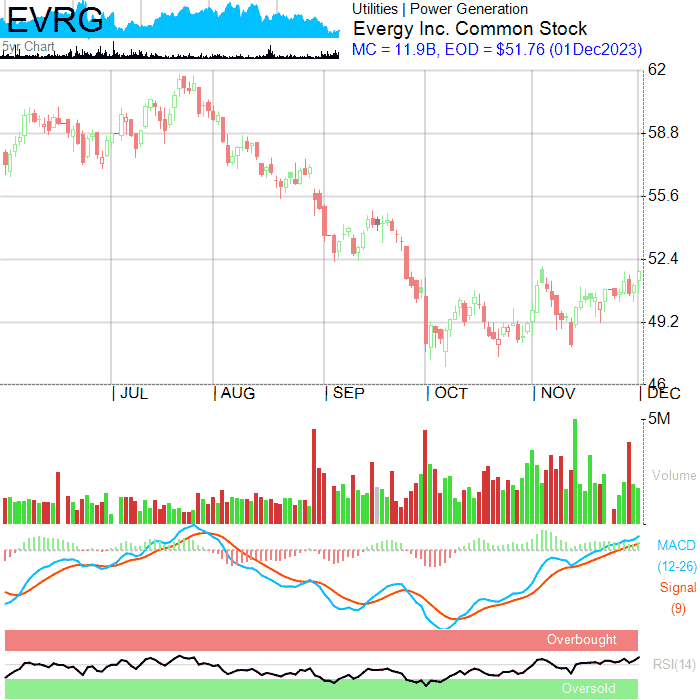 EVRG
5yr Chart
Utilities | Power Generation
Evergy Inc. Common Stock
MC = 11.9B, EOD = $51.76 (01Dec2023)
62
58.8
55.6
52.4
49.2
46
JUL
AUG
SEP
OCT
NOV
DEC
5M
Volume
MACD
(12-26)
Signal
(9)
Overbought
RSI(14)
Oversold